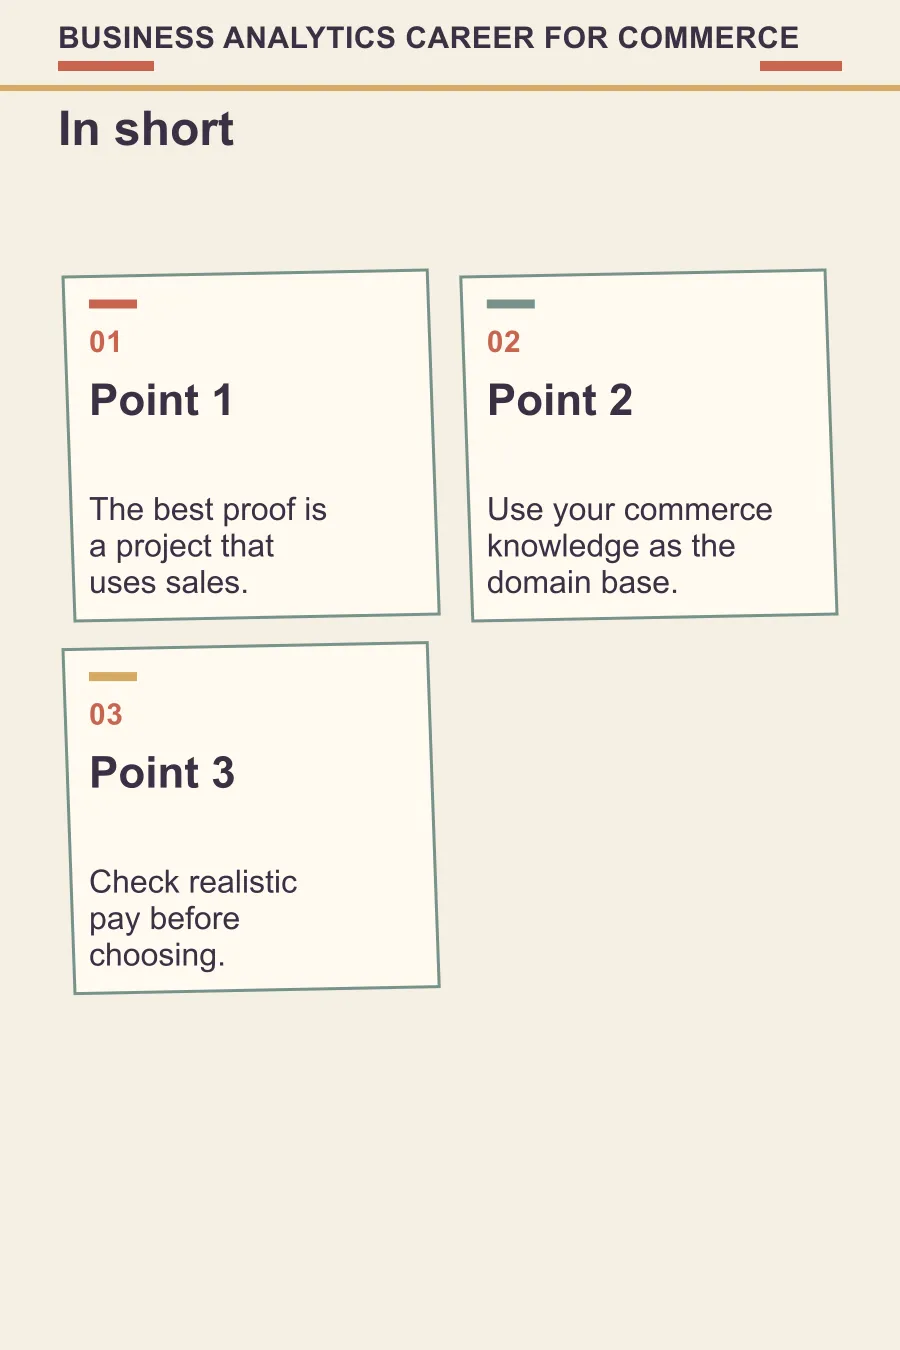 BUSINESS ANALYTICS CAREER FOR COMMERCE
In short
01
Point 1
The best proof is
a project that
uses sales.
02
Point 2
Use your commerce
knowledge as the
domain base.
03
Point 3
Check realistic
pay before
choosing.